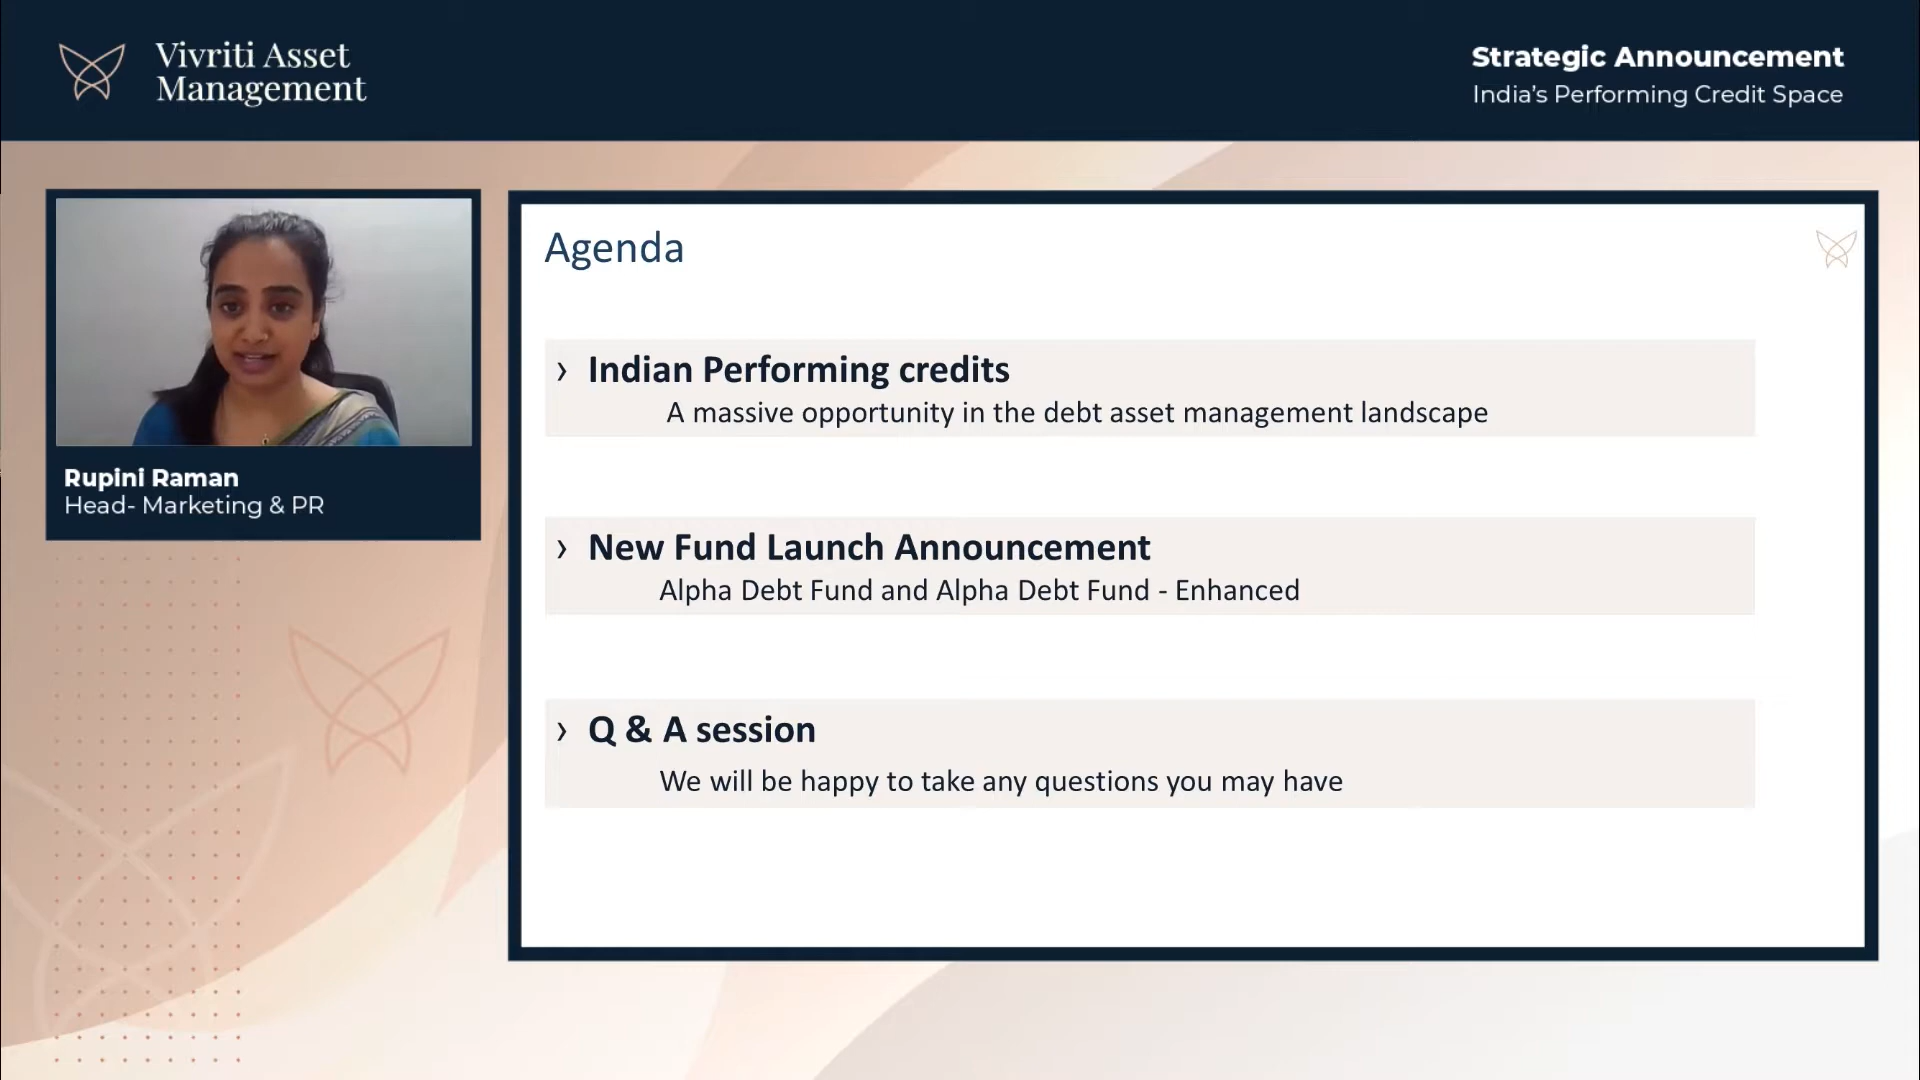 Vivriti Asset
Management
Strategic Announcement
India's Performing Credit Space
Rupini Raman
Head- Marketing & PR
Agenda
› Indian Performing credits
A massive opportunity in the debt asset management landscape
› New Fund Launch Announcement
Alpha Debt Fund and Alpha Debt Fund - Enhanced
› Q & A session
We will be happy to take any questions you may have